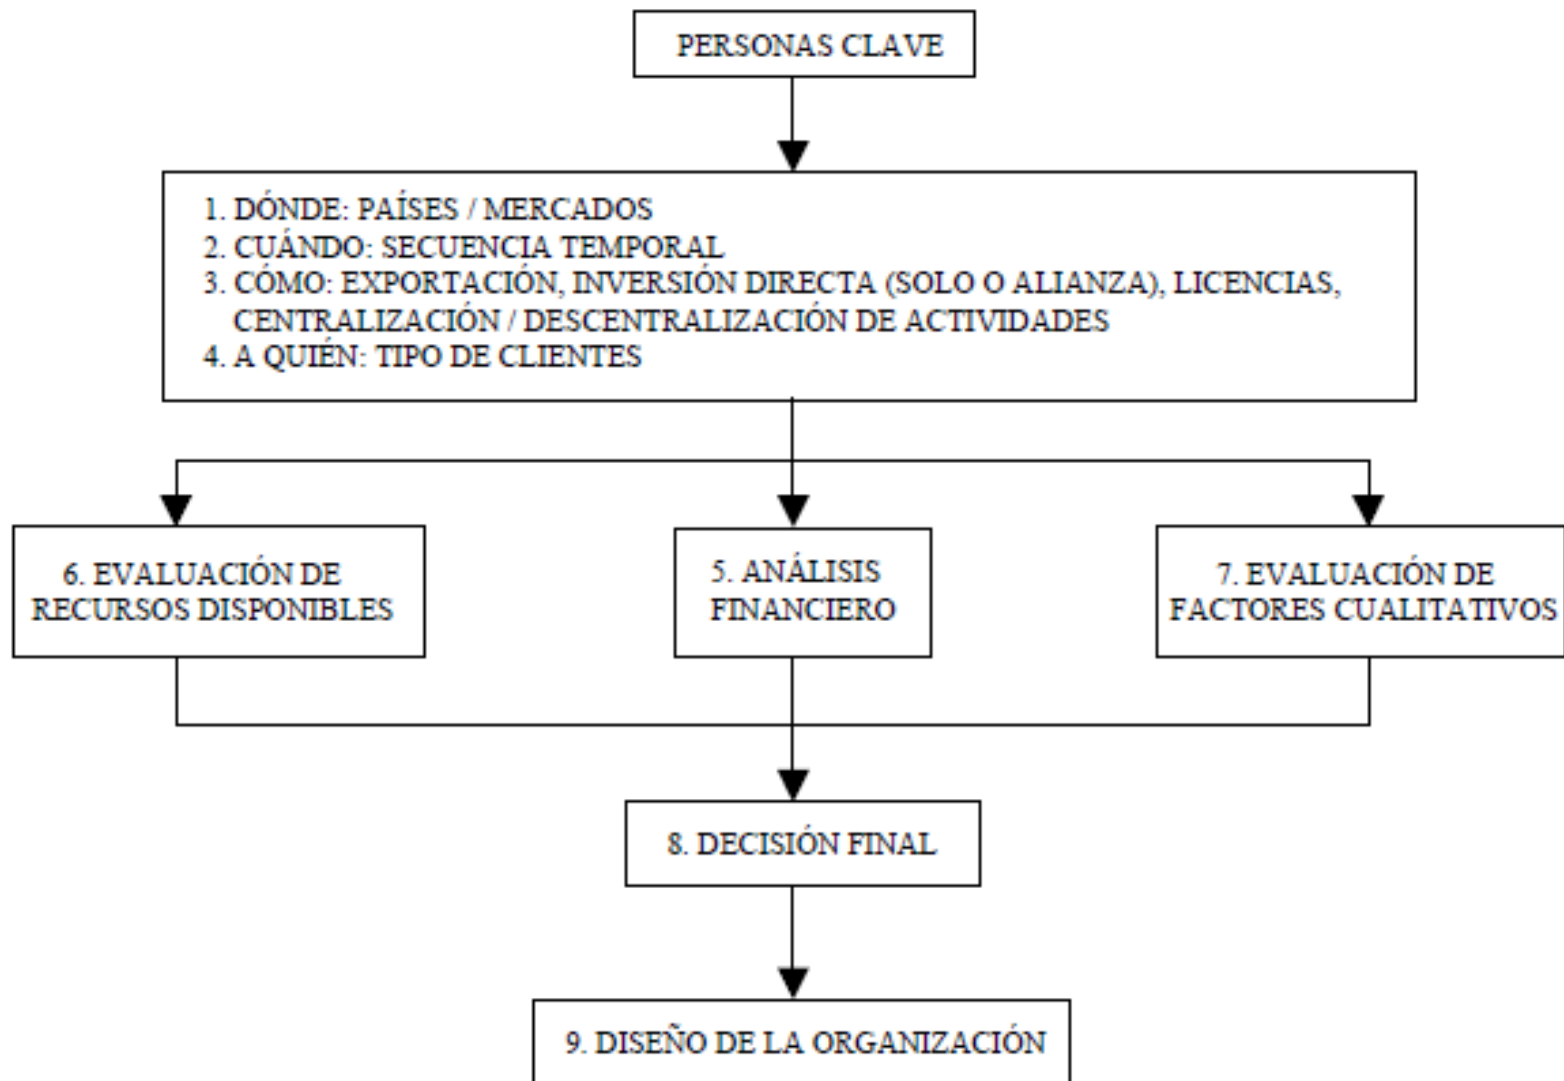 PERSONAS CLAVE
1. DÓNDE: PAÍSES / MERCADOS
2. CUÁNDO: SECUENCIA TEMPORAL
3. CÓMO: EXPORTACIÓN, INVERSIÓN DIRECTA (SOLO O ALIANZA), LICENCIAS,
CENTRALIZACIÓN / DESCENTRALIZACIÓN DE ACTIVIDADES
4. A QUIÉN: TIPO DE CLIENTES
6. EVALUACIÓN DE
RECURSOS DISPONIBLES
5. ANÁLISIS
FINANCIERO
7. EVALUACIÓN DE
FACTORES CUALITATIVOS
8. DECISIÓN FINAL
9. DISEÑO DE LA ORGANIZACIÓN